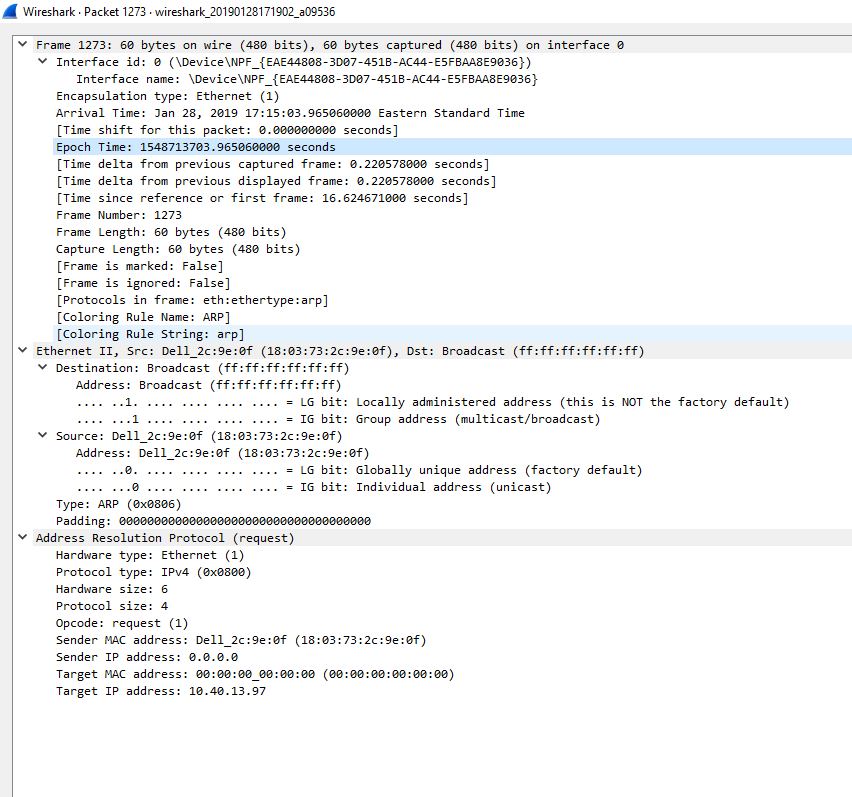 Wireshark · Packet 1273 · wireshark_20190128171902_a09536
Frame 1273: 60 bytes on wire (480 bits), 60 bytes captured (480 bits) on interface 0
Interface id: 0 (\Device\NPF_{EAE44808-3D07-451B-AC44-E5FBAA8E9036})
Interface name: \Device\NPF_{EAE44808-3D07-451B-AC44-E5FBAA8E9036}
Encapsulation type: Ethernet (1)
Arrival Time: Jan 28, 2019 17:15:03.965060000 Eastern Standard Time
[Time shift for this packet: 0.000000000 seconds]
Epoch Time: 1548713703.965060000 seconds
[Time delta from previous captured frame: 0.220578000 seconds]
[Time delta from previous displayed frame: 0.220578000 seconds]
[Time since reference or first frame: 16.624671000 seconds]
Frame Number: 1273
Frame Length: 60 bytes (480 bits)
Capture Length: 60 bytes (480 bits)
[Frame is marked: False]
[Frame is ignored: False]
[Protocols in frame: eth:ethertype:arp]
[Coloring Rule Name: ARP]
[Coloring Rule String: arp]
Ethernet II, Src: Dell_2c:9e:0f (18:03:73:2c:9e:0f), Dst: Broadcast (ff:ff:ff:ff:ff:ff)
Destination: Broadcast (ff:ff:ff:ff:ff:ff)
Address: Broadcast (ff:ff:ff:ff:ff:ff)
.... ..1. .... .... .... .... = LG bit: Locally administered address (this is NOT the factory default)
.... ...1 .... .... .... .... = IG bit: Group address (multicast/broadcast)
Source: Dell_2c:9e:0f (18:03:73:2c:9e:0f)
Address: Dell_2c:9e:0f (18:03:73:2c:9e:0f)
.... ..0. .... .... .... .... = LG bit: Globally unique address (factory default)
.... ...0 .... .... .... .... = IG bit: Individual address (unicast)
Type: ARP (0x0806)
Padding: 000000000000000000000000000000000000
Address Resolution Protocol (request)
Hardware type: Ethernet (1)
Protocol type: IPv4 (0x0800)
Hardware size: 6
Protocol size: 4
Opcode: request (1)
Sender MAC address: Dell_2c:9e:0f (18:03:73:2c:9e:0f)
Sender IP address: 0.0.0.0
Target MAC address: 00:00:00_00:00:00 (00:00:00:00:00:00)
Target IP address: 10.40.13.97